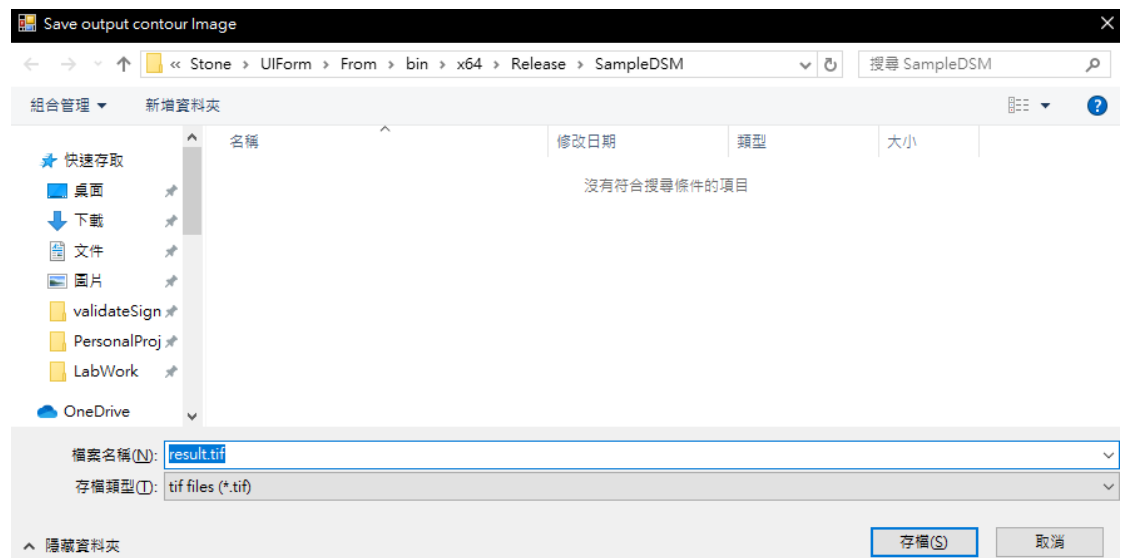 Save output contour Image
« Stone › UIForm › From › bin › x64 › Release › SampleDSM
搜尋 SampleDSM
組合管理 新增資料夾
名稱 修改日期 類型 大小
沒有符合搜尋條件的項目
快速存取
桌面
下載
文件
圖片
validateSign
PersonalProj
LabWork
OneDrive
檔案名稱(N): result.tif
存檔類型(T): tif files (*.tif)
隱藏資料夾 存檔(S) 取消